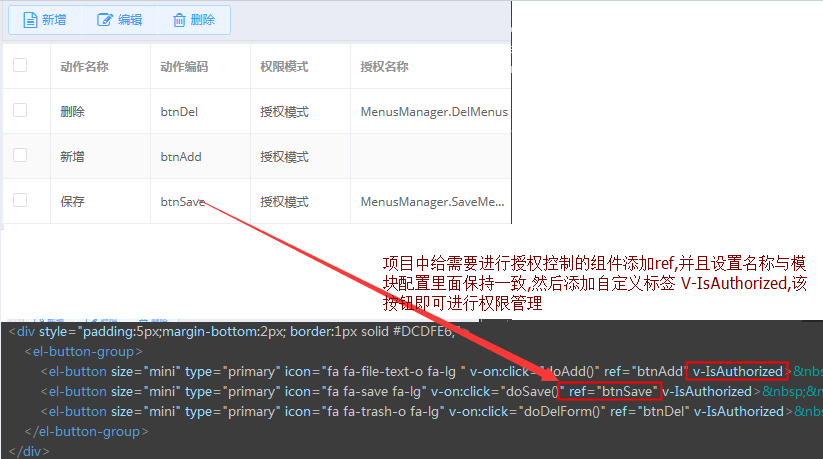 新增 编辑 删除
动作名称 动作编码 权限模式 授权名称
删除 btnDel 授权模式 MenusManager.DelMenus
新增 btnAdd 授权模式
保存 btnSave 授权模式 MenusManager.SaveMe...
项目中给需要进行授权控制的组件添加ref,并且设置名称与模
块配置里面保持一致,然后添加自定义标签 V-IsAuthorized,该
按钮即可进行权限管理
<div style="padding:5px;margin-bottom:2px; border:1px solid #DCDFE6;">
<el-button-group>
<el-button size="mini" type="primary" icon="fa fa-file-text-o fa-lg " v-on:click="doAdd()" ref="btnAdd" v-IsAuthorized>&nb
<el-button size="mini" type="primary" icon="fa fa-save fa-lg" v-on:click="doSave()" ref="btnSave" v-IsAuthorized>&nbsp;&n
<el-button size="mini" type="primary" icon="fa fa-trash-o fa-lg" v-on:click="doDelForm()" ref="btnDel" v-IsAuthorized>&nbs
</el-button-group>
</div>